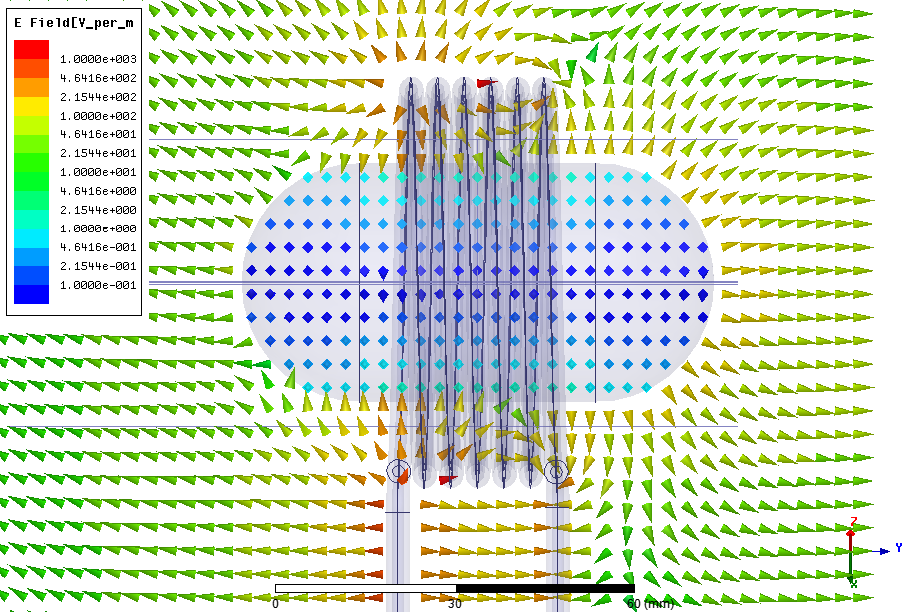 E Field[V_per_m
1.0000e+003
4.6416e+002
2.1544e+002
1.0000e+002
4.6416e+001
2.1544e+001
1.0000e+001
4.6416e+000
2.1544e+000
1.0000e+000
4.6416e-001
2.1544e-001
1.0000e-001
Z
Y
X
0
30
60 (mm)